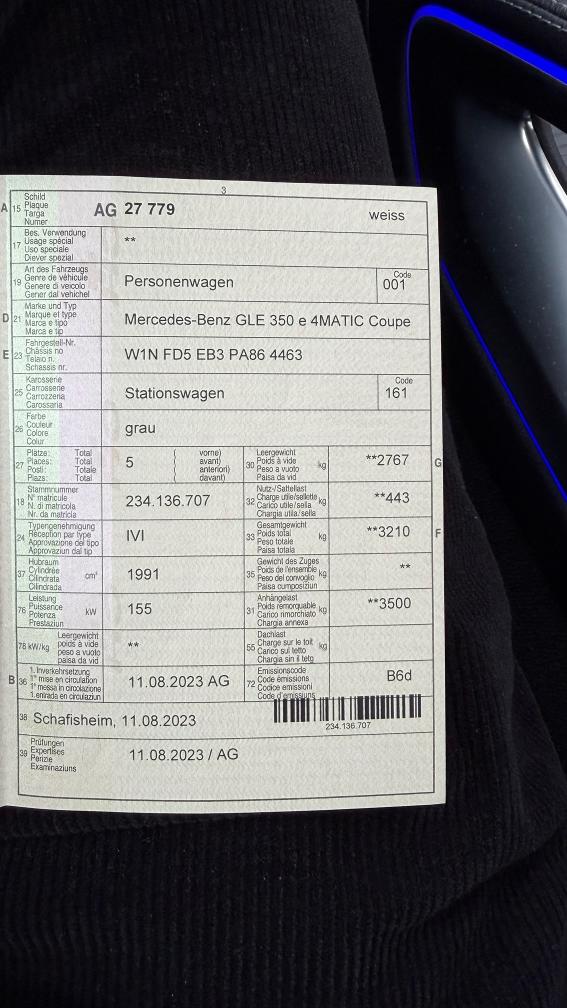 3
A 15 Schild
Plaque
Targa
Numer
AG 27 779 weiss
17 Bes. Verwendung
Usage spécial
Uso speciale
Diever spezial
**
19 Art des Fahrzeugs
Genre de véhicule
Genere di veicolo
Gener dal vehichel
Personenwagen
Code
001
D 21 Marke und Typ
Marque et type
Marca e tipo
Marca e tip
Mercedes-Benz GLE 350 e 4MATIC Coupe
E 23 Fahrgestell-Nr.
Châssis no
Telaio n.
Schassis nr.
W1N FD5 EB3 PA86 4463
25 Karosserie
Carrosserie
Carrozzeria
Carossaria
Stationswagen
Code
161
26 Farbe
Couleur
Colore
Colur
grau
27 Plätze: Total
Places: Total
Posti: Totale
Plazs: Total
5
( vorne)
( avant)
( anteriori)
( davant)
30 Leergewicht
Poids à vide
Peso a vuoto
Paisa da vid
kg
**2767 G
18 Stammnummer
N° matricule
N. di matricola
Nr. da matricla
234.136.707
32 Nutz-/Sattellast
Charge utile/sellette
Carico utile/sella
Chargia utila/sella
kg
**443
24 Typengenehmigung
Réception par type
Approvazione del tipo
Approvaziun dal tip
IVI
33 Gesamtgewicht
Poids total
Peso totale
Paisa totala
kg
**3210 F
37 Hubraum
Cylindrée
Cilindrata
Cilindrada
cm³
1991
35 Gewicht des Zuges
Poids de l'ensemble
Peso del convoglio
Paisa cumposiziun
kg
**
76 Leistung
Puissance
Potenza
Prestaziun
kW
155
31 Anhängelast
Poids remorquable
Carico rimorchiato
Chargia annexa
kg
**3500
78 kW/kg Leergewicht
poids à vide
peso a vuoto
paisa da vid
**
55 Dachlast
Charge sur le toit
Carico sul tetto
Chargia sin il tetg
kg
B 36 1. Inverkehrsetzung
1re mise en circulation
1a messa in circolazione
1. entrada en circulaziun
11.08.2023 AG
72 Emissionscode
Code émissions
Codice emissioni
Code d'emissiuns
B6d
38 Schafisheim, 11.08.2023
234.136.707
39 Prüfungen
Expertises
Perizie
Examinaziuns
11.08.2023 / AG